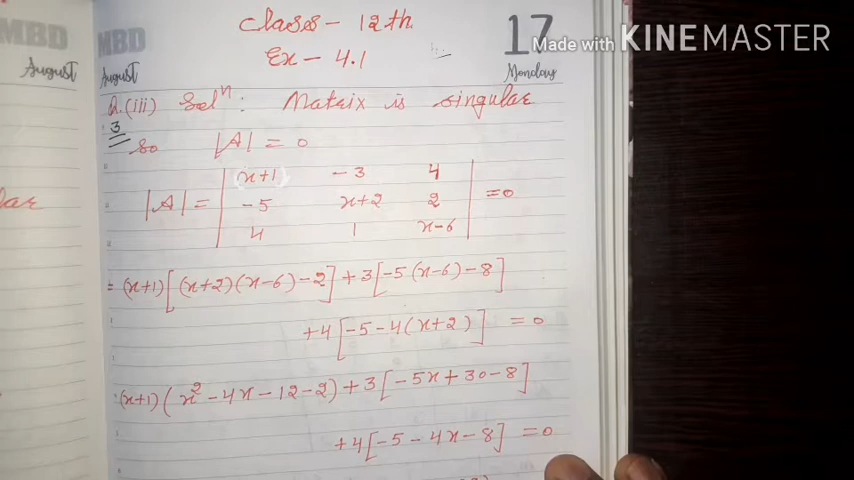 MBD
August
MBD
August
17
Monday
Made with KINEMASTER
Class - 12th
Ex - 4.1
Q.(iii) Solⁿ: Matrix is singular
3
So |A| = 0
|A| = | (x+1) -3 4 |
| -5 x+2 2 | = 0
| 4 1 x-6 |
= (x+1)[(x+2)(x-6)-2] + 3[-5(x-6)-8]
+4[-5-4(x+2)] = 0
(x+1)(x²-4x-12-2) + 3[-5x+30-8]
+4[-5-4x-8] = 0